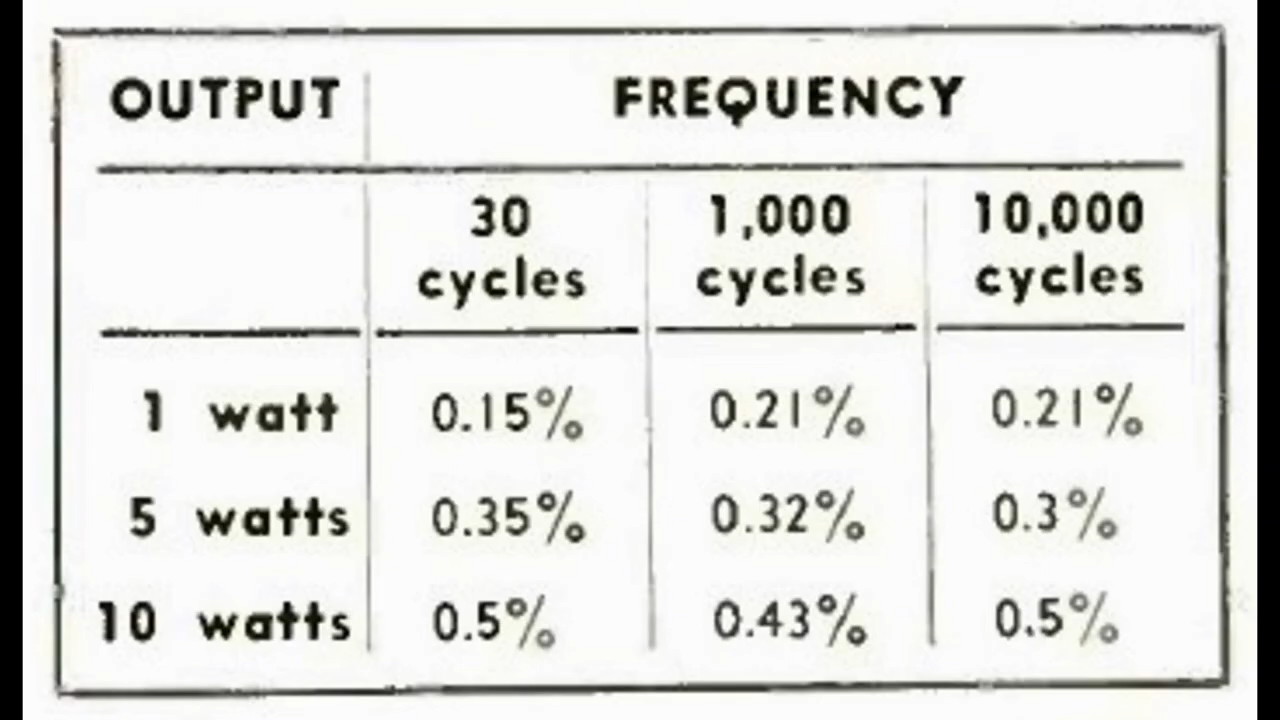 OUTPUT FREQUENCY
30 1,000 10,000
cycles cycles cycles
1 watt 0.15% 0.21% 0.21%
5 watts 0.35% 0.32% 0.3%
10 watts 0.5% 0.43% 0.5%